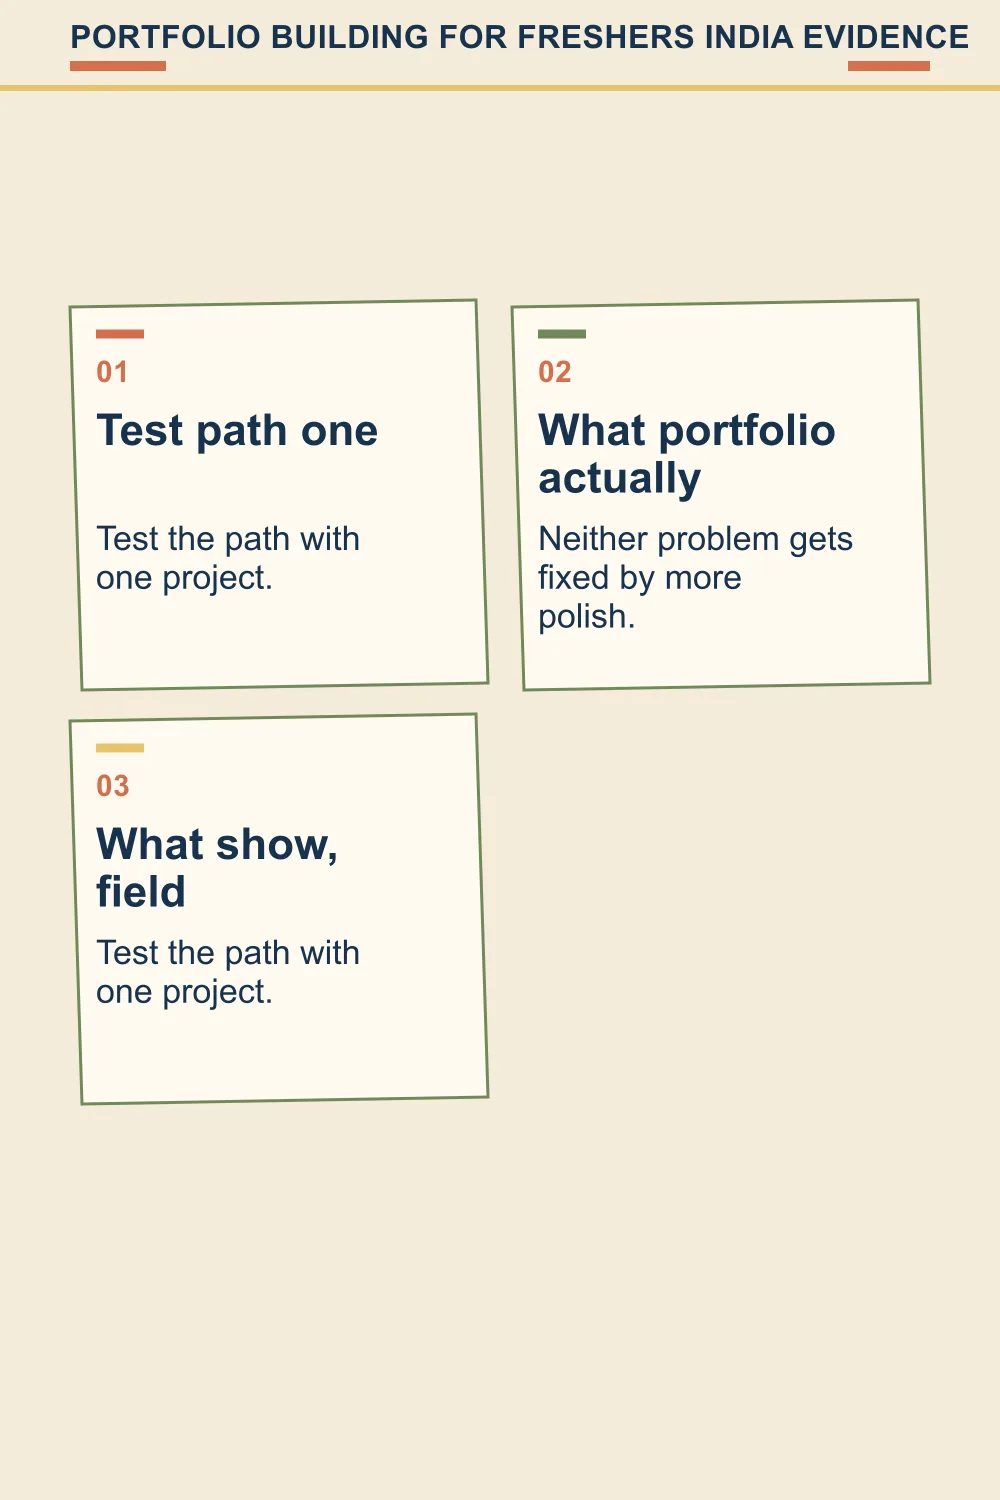 PORTFOLIO BUILDING FOR FRESHERS INDIA EVIDENCE
01
Test path one
Test the path with
one project.
02
What portfolio
actually
Neither problem gets
fixed by more
polish.
03
What show,
field
Test the path with
one project.